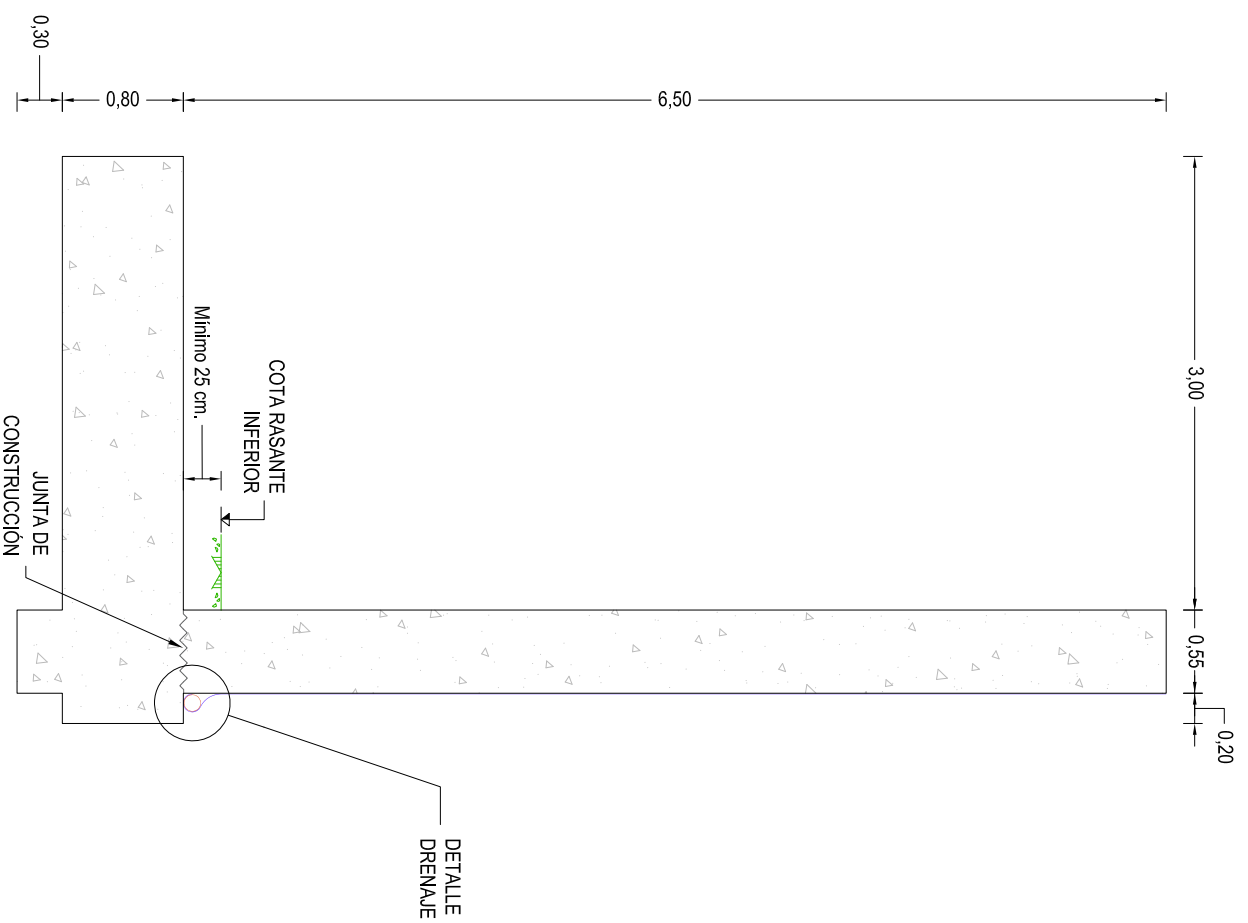 0,30
0,80
6,50
3,00
0,55
0,20
Mínimo 25 cm.
COTA RASANTE
INFERIOR
JUNTA DE
CONSTRUCCIÓN
DETALLE
DRENAJE